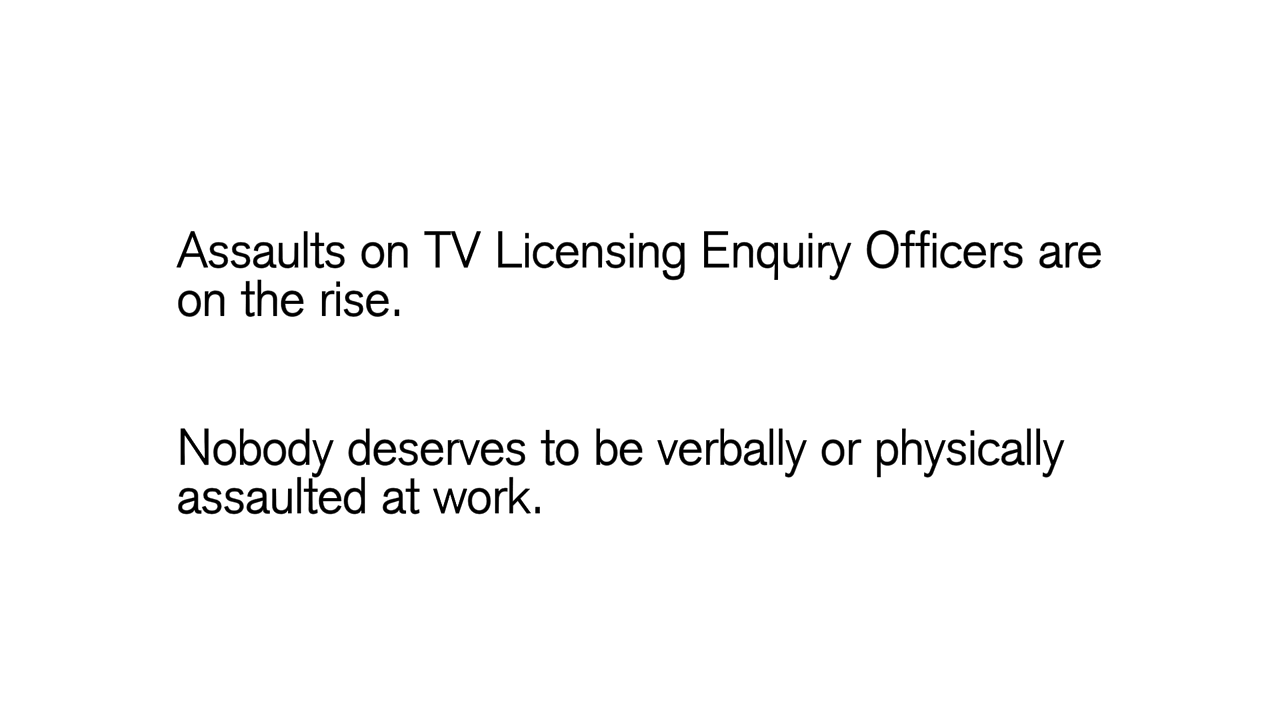 Assaults on TV Licensing Enquiry Officers are
on the rise.
Nobody deserves to be verbally or physically
assaulted at work.